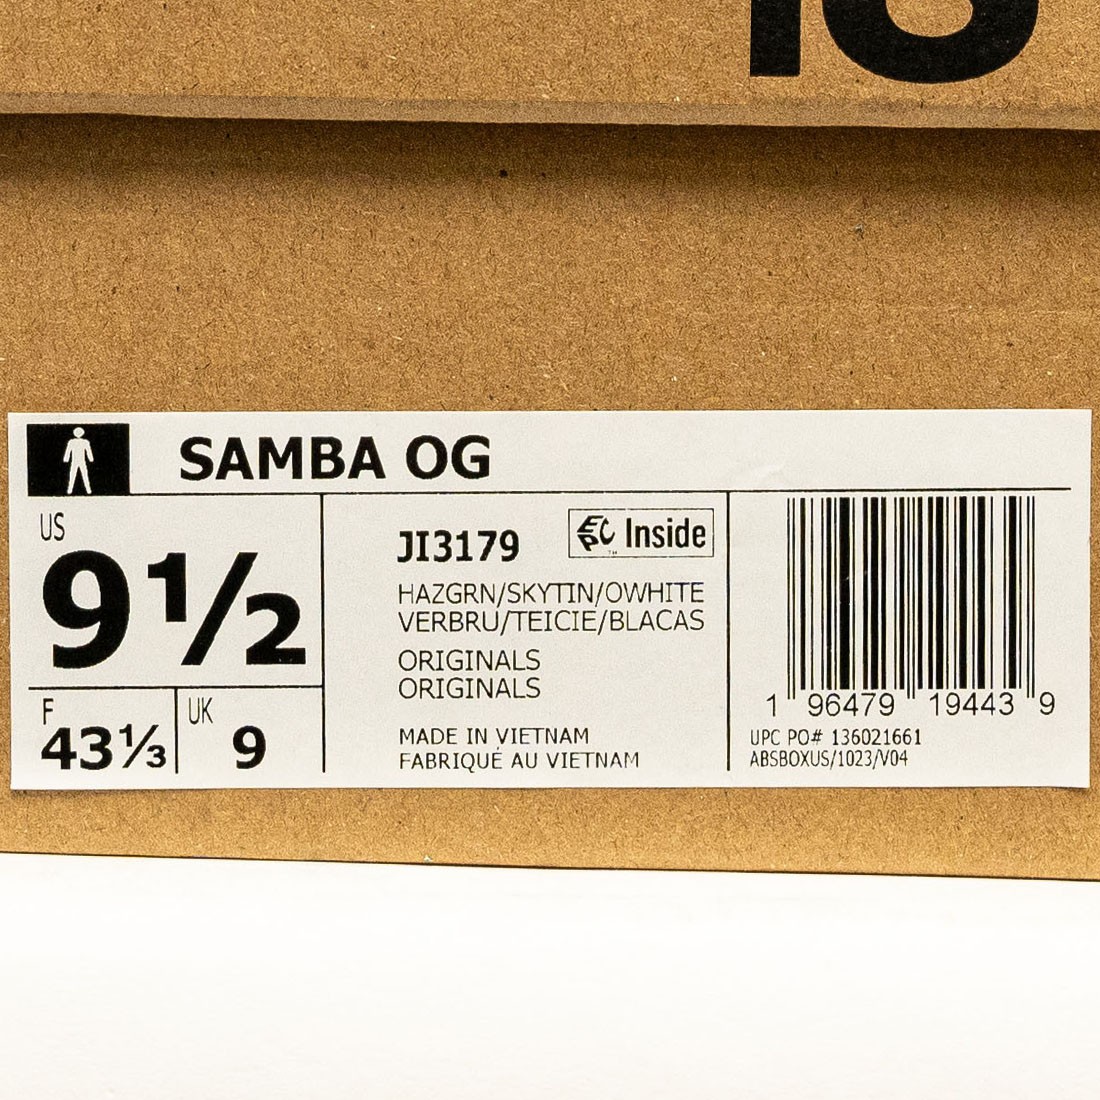 SAMBA OG
US
9½
F
43⅓
UK
9
JI3179
EPC™ Inside
HAZGRN/SKYTIN/OWHITE
VERBRU/TEICIE/BLACAS
ORIGINALS
ORIGINALS
MADE IN VIETNAM
FABRIQUÉ AU VIETNAM
1 96479 19443 9
UPC PO# 136021661
ABSBOXUS/1023/V04